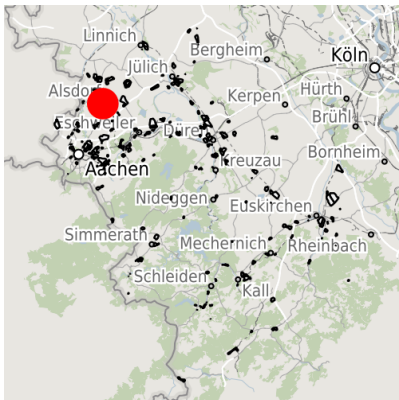 Linnich
Bergheim
Köln
Jülich
Alsdorf
Kerpen
Hürth
Eschweiler
Düren
Brühl
Kreuzau
Bornheim
Aachen
Nideggen
Euskirchen
Simmerath
Mechernich
Rheinbach
Schleiden
Kall